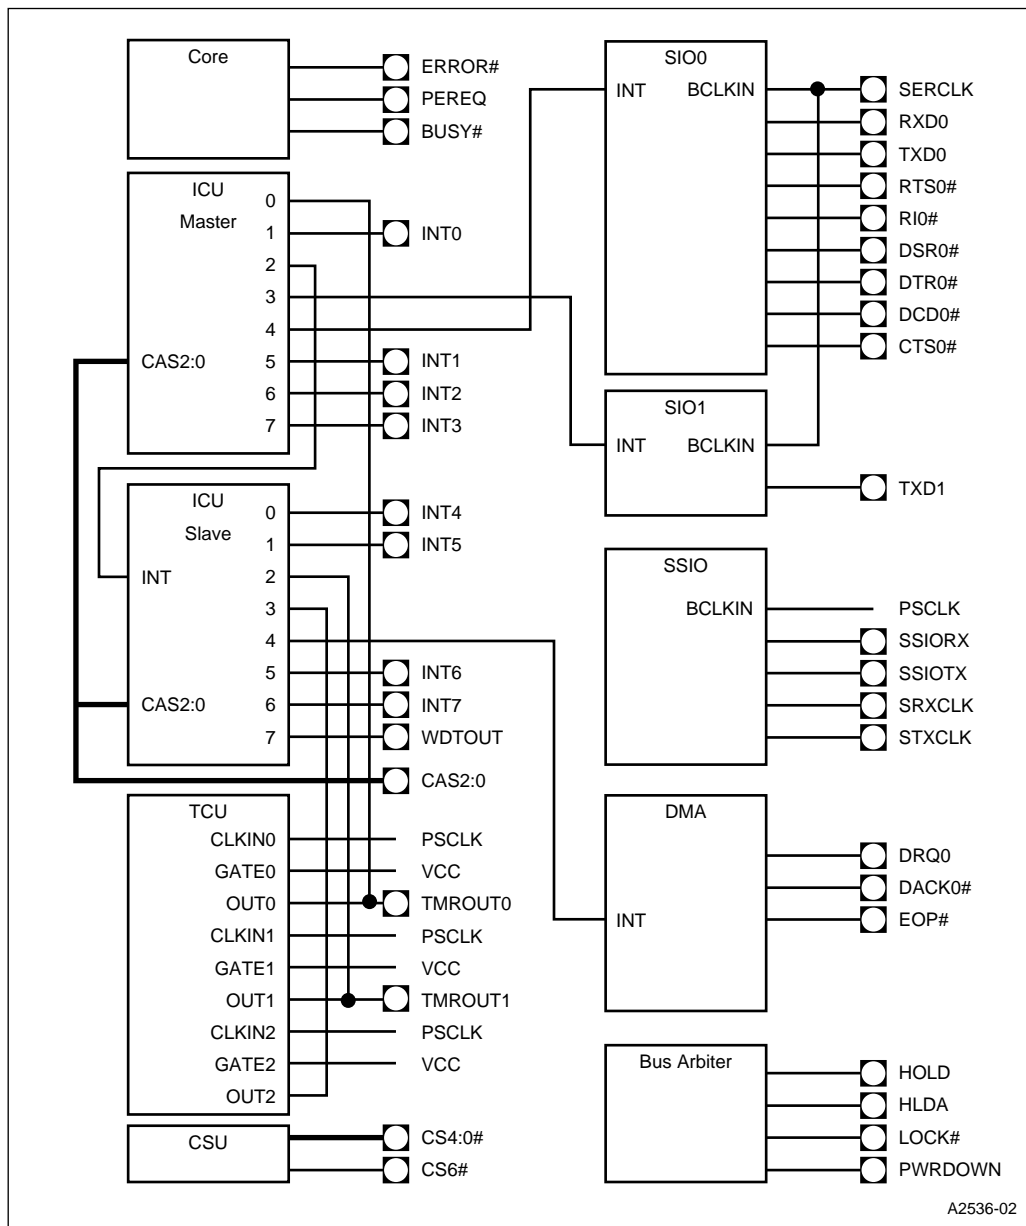 Core
ERROR#
PEREQ
BUSY#
ICU
Master
0
1
2
3
4
5
6
7
CAS2:0
INT0
INT1
INT2
INT3
ICU
Slave
0
1
2
3
4
5
6
7
INT
CAS2:0
INT4
INT5
INT6
INT7
WDTOUT
CAS2:0
TCU
CLKIN0 PSCLK
GATE0 VCC
OUT0 TMROUT0
CLKIN1 PSCLK
GATE1 VCC
OUT1 TMROUT1
CLKIN2 PSCLK
GATE2 VCC
OUT2
CSU
CS4:0#
CS6#
SIO0
INT BCLKIN SERCLK
RXD0
TXD0
RTS0#
RI0#
DSR0#
DTR0#
DCD0#
CTS0#
SIO1
INT BCLKIN
TXD1
SSIO
BCLKIN PSCLK
SSIORX
SSIOTX
SRXCLK
STXCLK
DMA
DRQ0
DACK0#
INT EOP#
Bus Arbiter
HOLD
HLDA
LOCK#
PWRDOWN
A2536-02